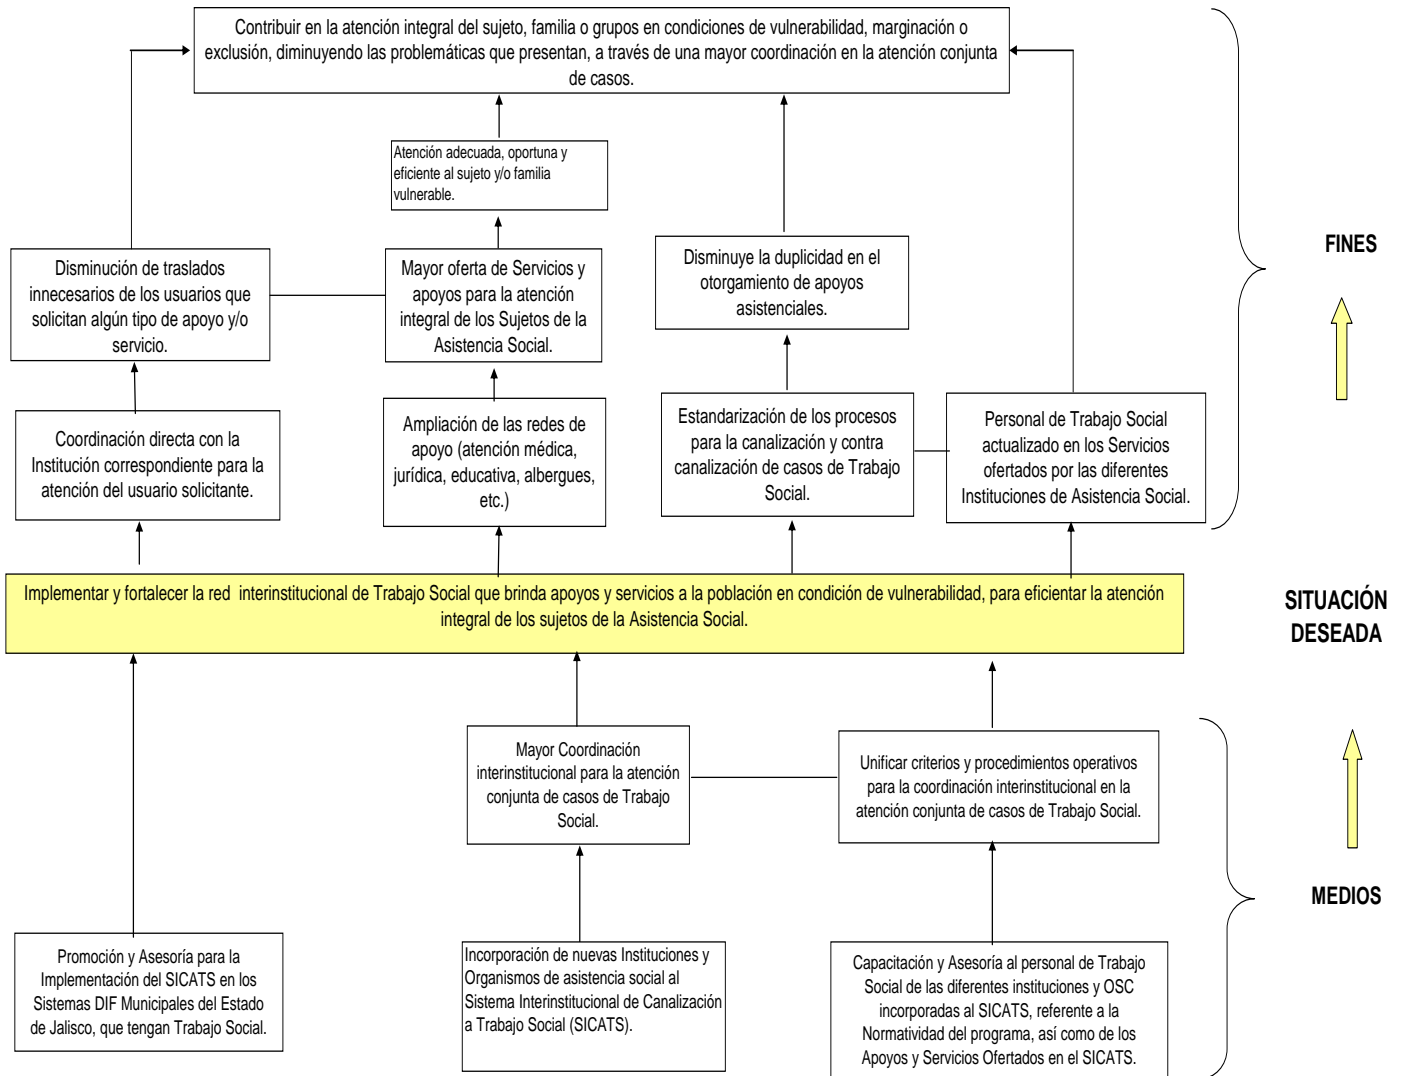 Contribuir en la atención integral del sujeto, familia o grupos en condiciones de vulnerabilidad, marginación o
exclusión, diminuyendo las problemáticas que presentan, a través de una mayor coordinación en la atención conjunta
de casos.
Atención adecuada, oportuna y
eficiente al sujeto y/o familia
vulnerable.
FINES
Disminución de traslados
innecesarios de los usuarios que
solicitan algún tipo de apoyo y/o
servicio.
Mayor oferta de Servicios y
apoyos para la atención
integral de los Sujetos de la
Asistencia Social.
Disminuye la duplicidad en el
otorgamiento de apoyos
asistenciales.
Coordinación directa con la
Institución correspondiente para la
atención del usuario solicitante.
Ampliación de las redes de
apoyo (atención médica,
jurídica, educativa, albergues,
etc.)
Estandarización de los procesos
para la canalización y contra
canalización de casos de Trabajo
Social.
Personal de Trabajo Social
actualizado en los Servicios
ofertados por las diferentes
Instituciones de Asistencia Social.
Implementar y fortalecer la red interinstitucional de Trabajo Social que brinda apoyos y servicios a la población en condición de vulnerabilidad, para eficientar la atención
integral de los sujetos de la Asistencia Social.
SITUACIÓN
DESEADA
Mayor Coordinación
interinstitucional para la atención
conjunta de casos de Trabajo
Social.
Unificar criterios y procedimientos operativos
para la coordinación interinstitucional en la
atención conjunta de casos de Trabajo Social.
MEDIOS
Promoción y Asesoría para la
Implementación del SICATS en los
Sistemas DIF Municipales del Estado
de Jalisco, que tengan Trabajo Social.
Incorporación de nuevas Instituciones y
Organismos de asistencia social al
Sistema Interinstitucional de Canalización
a Trabajo Social (SICATS).
Capacitación y Asesoría al personal de Trabajo
Social de las diferentes instituciones y OSC
incorporadas al SICATS, referente a la
Normatividad del programa, así como de los
Apoyos y Servicios Ofertados en el SICATS.